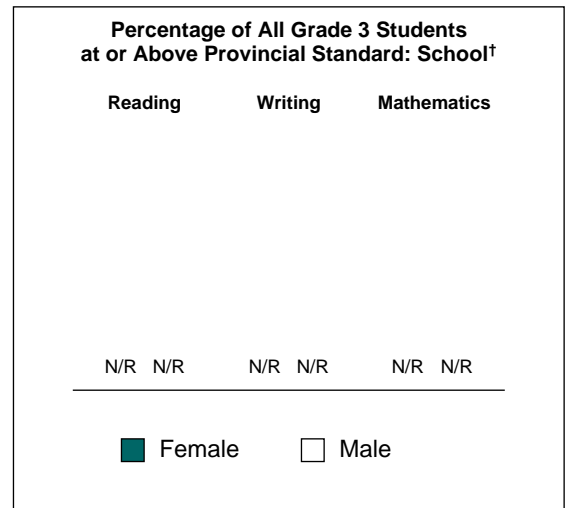 Percentage of All Grade 3 Students
at or Above Provincial Standard: School†
Reading Writing Mathematics
N/R N/R N/R N/R N/R N/R
Female Male